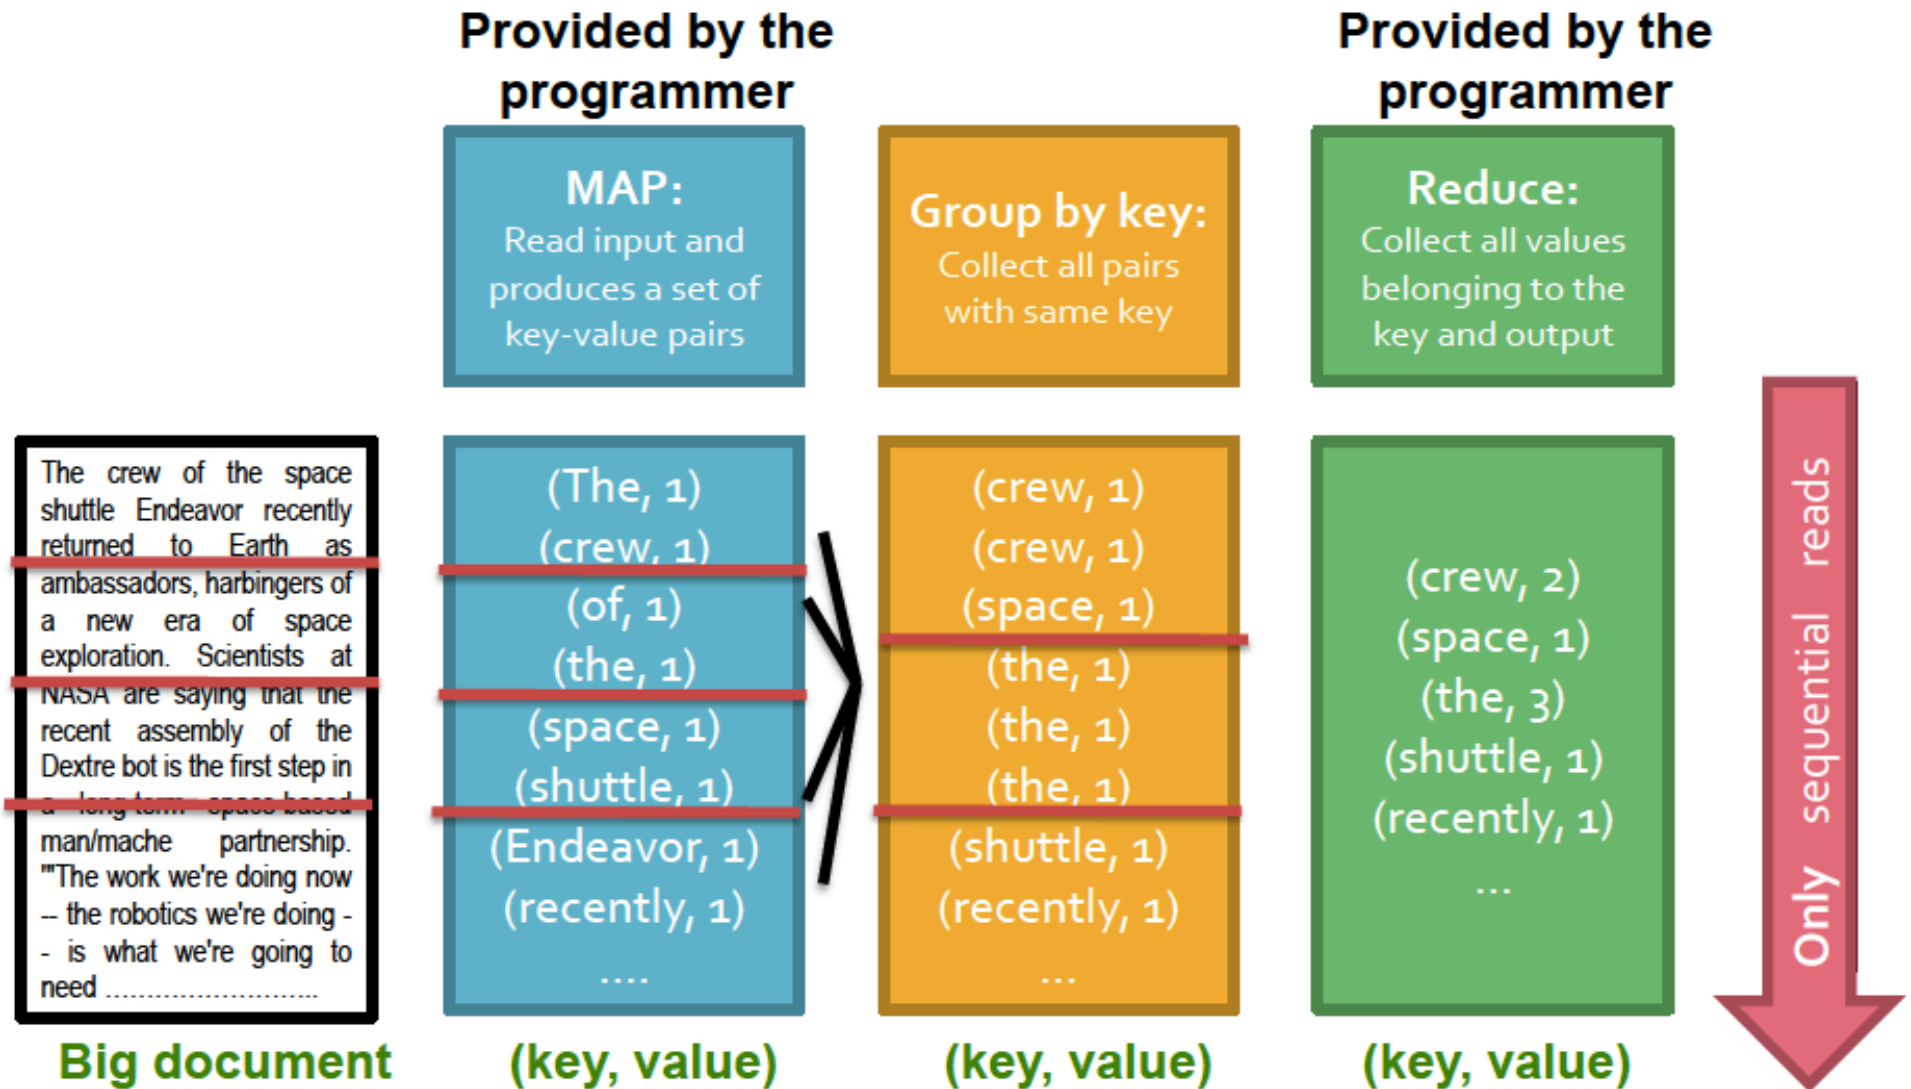 Provided by the
programmer
Provided by the
programmer
MAP:
Read input and
produces a set of
key-value pairs
Group by key:
Collect all pairs
with same key
Reduce:
Collect all values
belonging to the
key and output
The crew of the space
shuttle Endeavor recently
returned to Earth as
ambassadors, harbingers of
a new era of space
exploration. Scientists at
NASA are saying that the
recent assembly of the
Dextre bot is the first step in
a long-term space-based
man/mache partnership.
'"The work we're doing now
-- the robotics we're doing -
- is what we're going to
need ..........................
Big document
(The, 1)
(crew, 1)
(of, 1)
(the, 1)
(space, 1)
(shuttle, 1)
(Endeavor, 1)
(recently, 1)
....
(key, value)
(crew, 1)
(crew, 1)
(space, 1)
(the, 1)
(the, 1)
(the, 1)
(shuttle, 1)
(recently, 1)
...
(key, value)
(crew, 2)
(space, 1)
(the, 3)
(shuttle, 1)
(recently, 1)
...
(key, value)
Only sequential reads